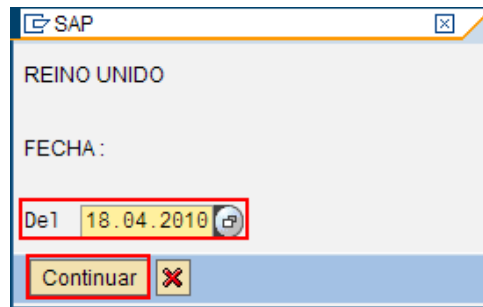 SAP
REINO UNIDO
FECHA :
Del 18.04.2010
Continuar